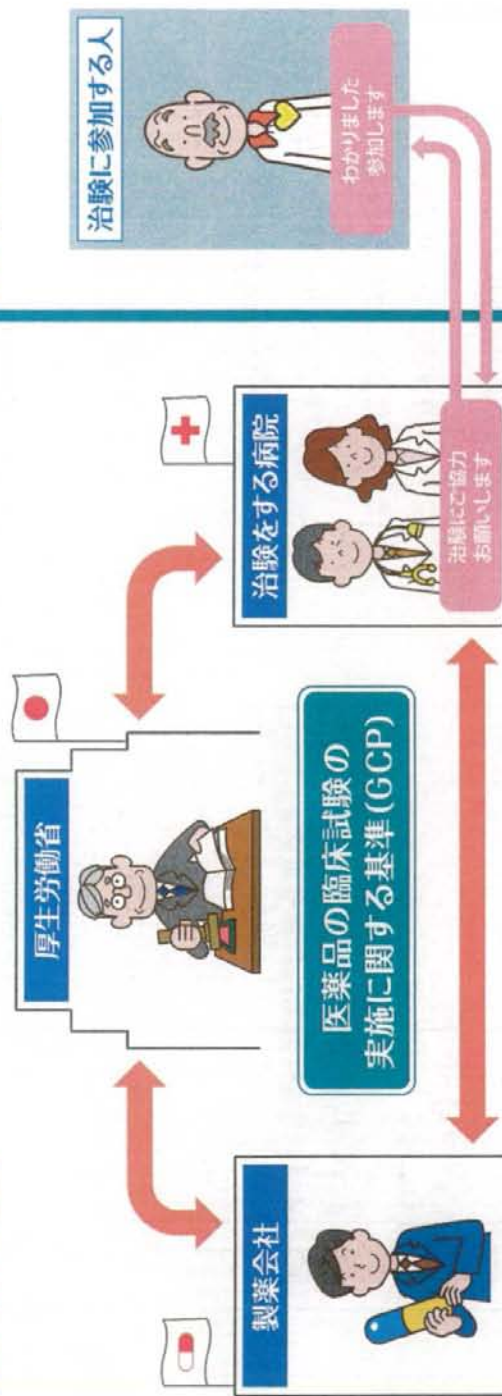 厚生労働省
製薬会社
医薬品の臨床試験の
実施に関する基準(GCP)
治験をする病院
治験にご協力
お願いします
治験に参加する人
わかりました
参加します